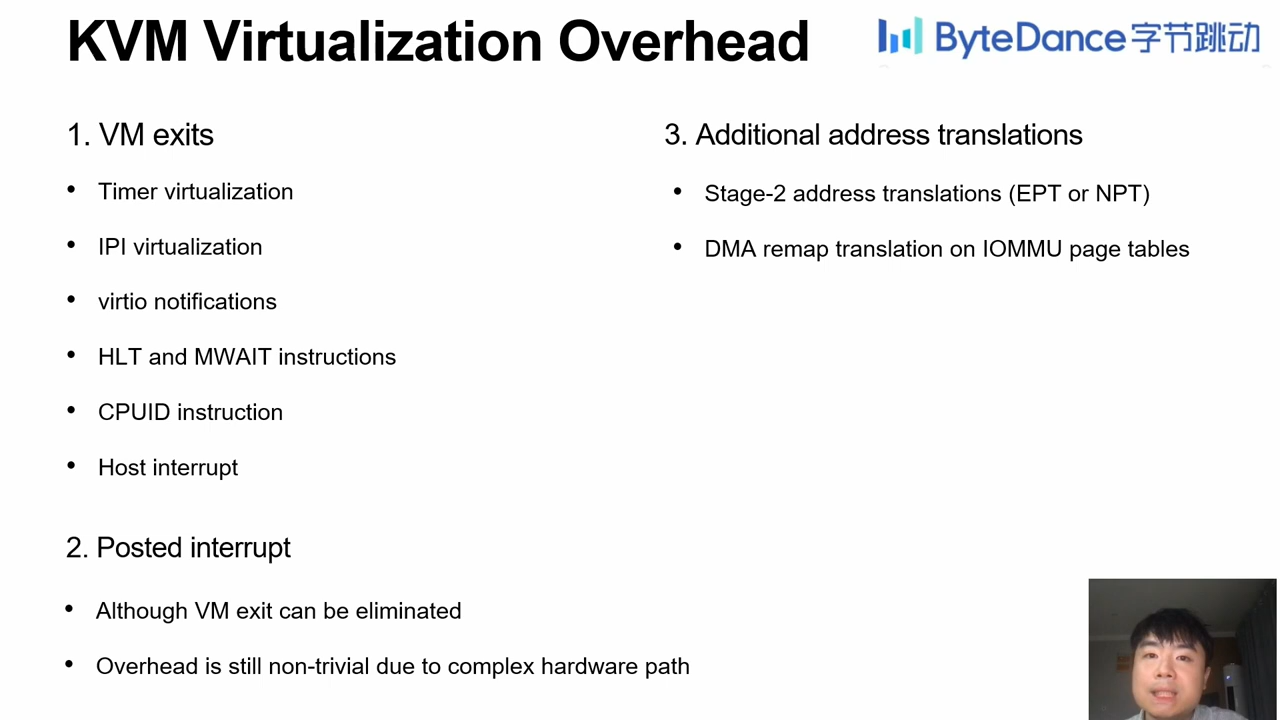 KVM Virtualization Overhead
ByteDance字节跳动
1. VM exits
• Timer virtualization
• IPI virtualization
• virtio notifications
• HLT and MWAIT instructions
• CPUID instruction
• Host interrupt
2. Posted interrupt
• Although VM exit can be eliminated
• Overhead is still non-trivial due to complex hardware path
3. Additional address translations
• Stage-2 address translations (EPT or NPT)
• DMA remap translation on IOMMU page tables